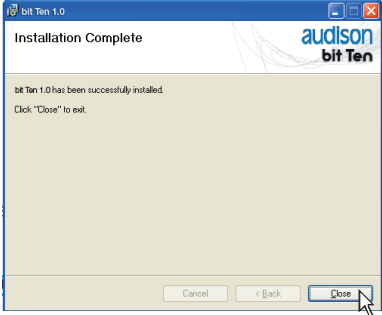 bit Ten 1.0
Installation Complete
audison
bit Ten
bit Ten 1.0 has been successfully installed.
Click "Close" to exit.
Cancel
< Back
Close